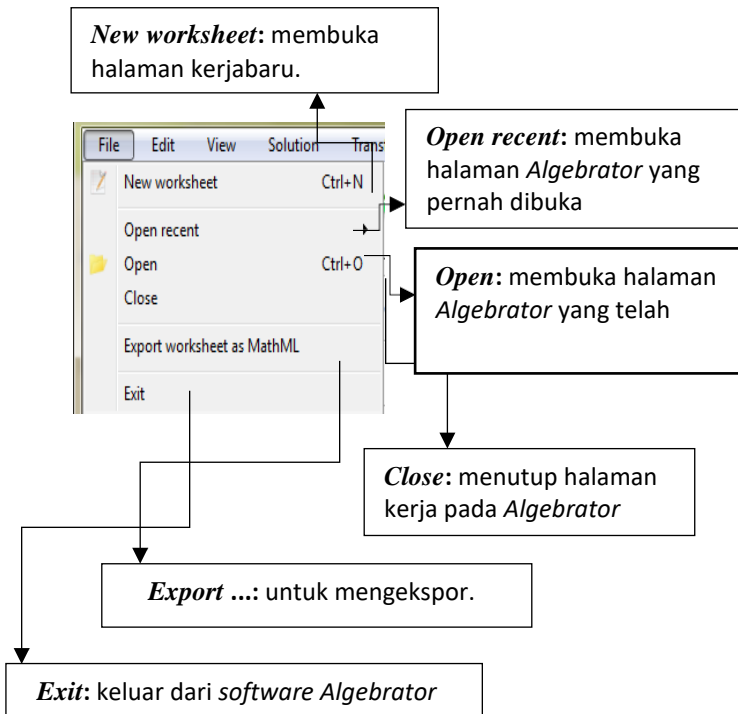 New worksheet: membuka
halaman kerjabaru.
File Edit View Solution Trans
New worksheet Ctrl+N
Open recent
Open Ctrl+O
Close
Export worksheet as MathML
Exit
Open recent: membuka
halaman Algebrator yang
pernah dibuka
Open: membuka halaman
Algebrator yang telah
Close: menutup halaman
kerja pada Algebrator
Export ...: untuk mengekspor.
Exit: keluar dari software Algebrator